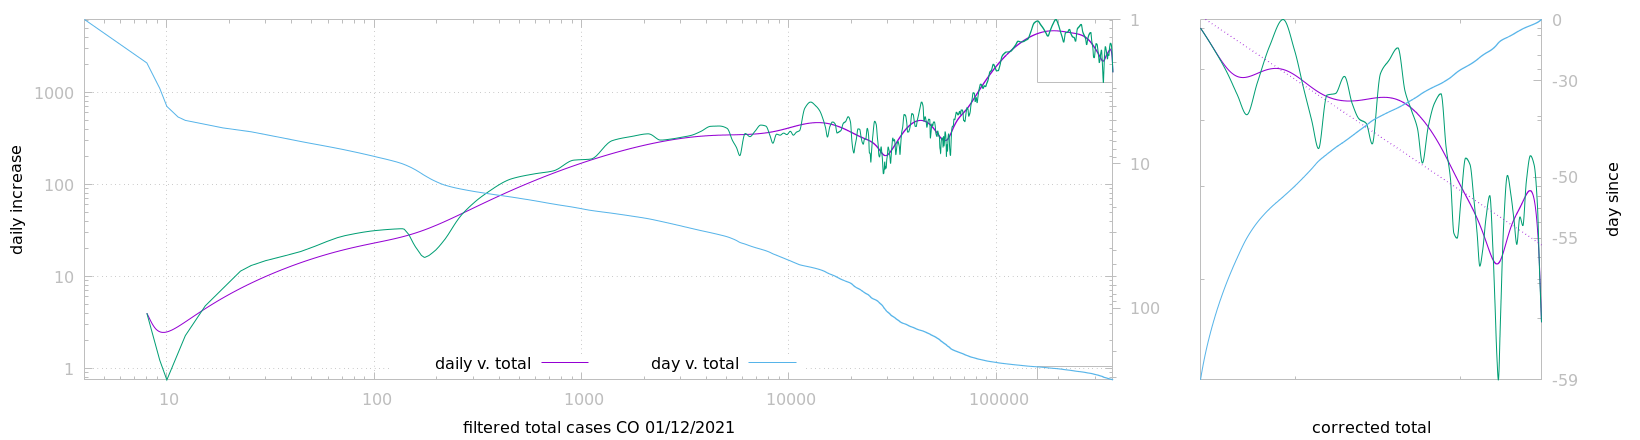 daily increase
1000
100
10
1
10
100
1000
10000
100000
daily v. total
day v. total
filtered total cases CO 01/12/2021
1
10
100
0
-30
-50
-55
-59
day since
corrected total